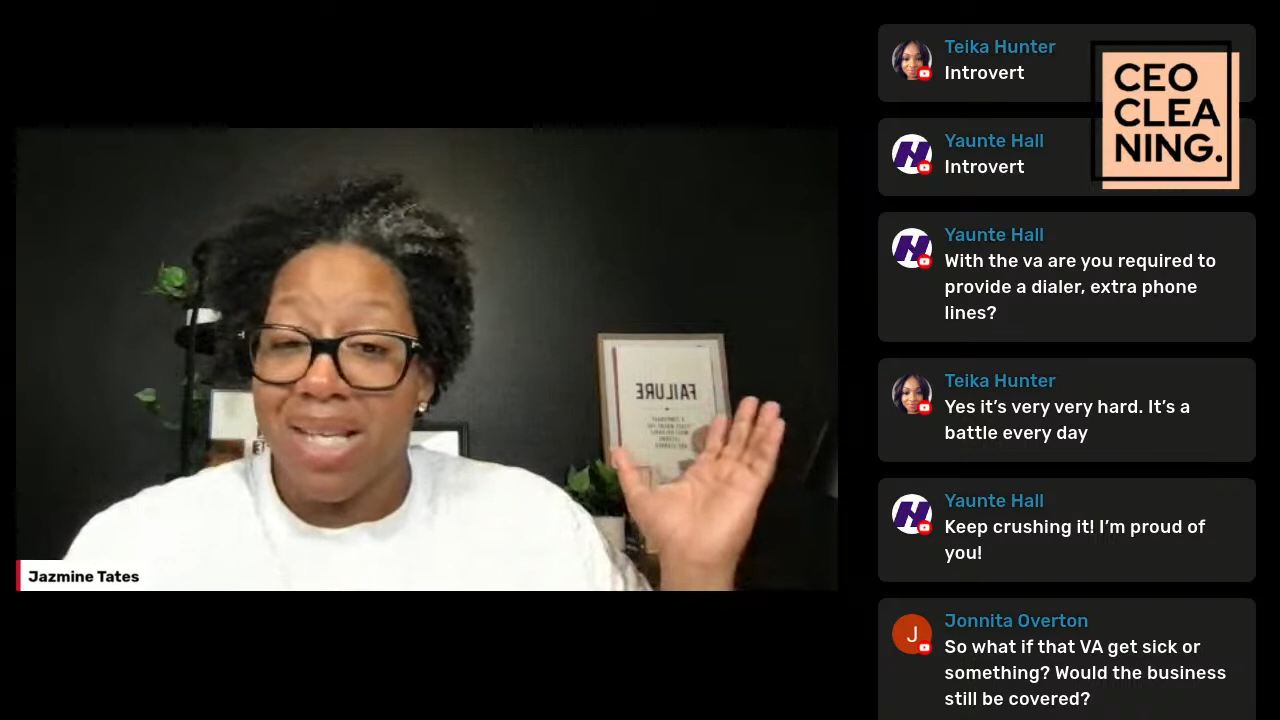 FAILURE
Jazmine Tates
Teika Hunter
Introvert
CEO
CLEA
NING.
Yaunte Hall
Introvert
Yaunte Hall
With the va are you required to
provide a dialer, extra phone
lines?
Teika Hunter
Yes it’s very very hard. It’s a
battle every day
Yaunte Hall
Keep crushing it! I’m proud of
you!
J
Jonnita Overton
So what if that VA get sick or
something? Would the business
still be covered?